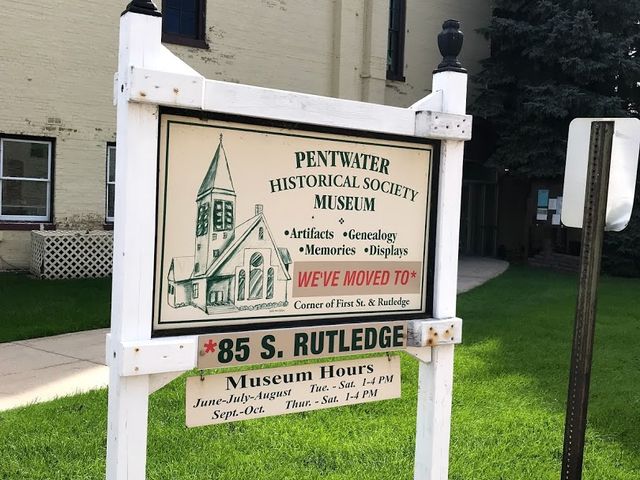 PENTWATER
HISTORICAL SOCIETY
MUSEUM
•Artifacts •Genealogy
•Memories •Displays
WE'VE MOVED TO*
Corner of First St. & Rutledge
*85 S. RUTLEDGE
Museum Hours
June-July-August Tue. - Sat. 1-4 PM
Sept.-Oct. Thur. - Sat. 1-4 PM